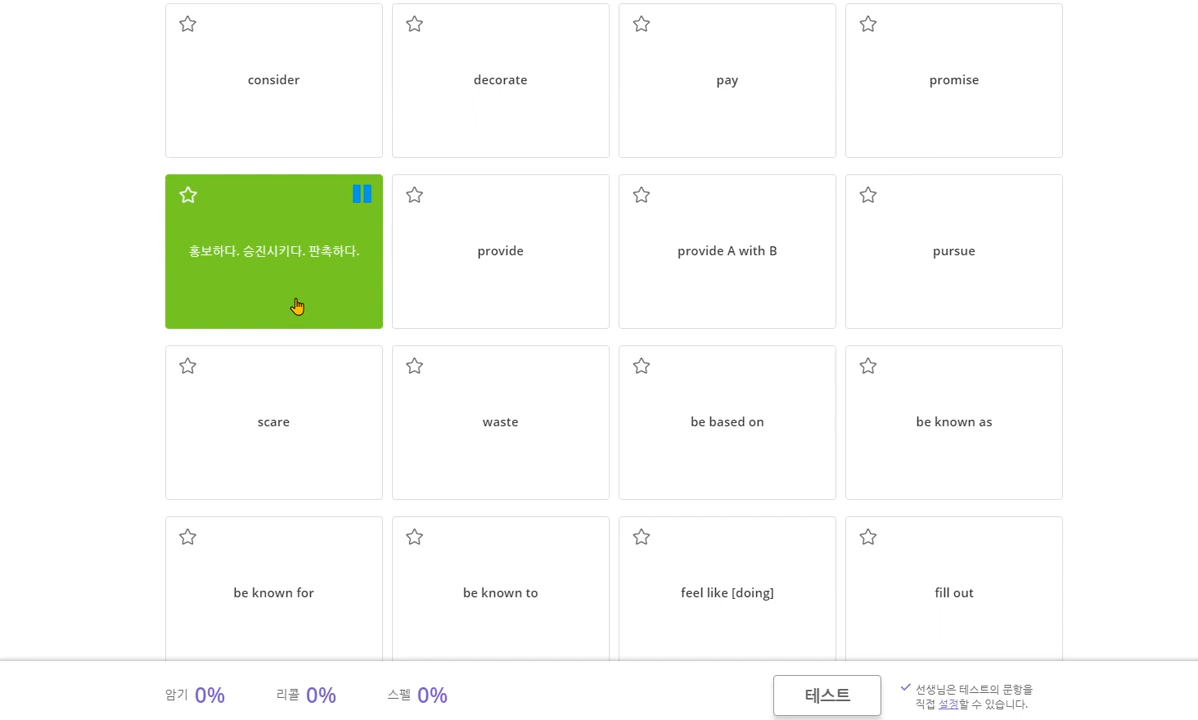 consider
decorate
pay
promise
홍보하다. 승진시키다. 판촉하다.
provide
provide A with B
pursue
scare
waste
be based on
be known as
be known for
be known to
feel like [doing]
fill out
암기 0%
리콜 0%
스펠 0%
테스트
선생님은 테스트의 문항을
직접 설정할 수 있습니다.